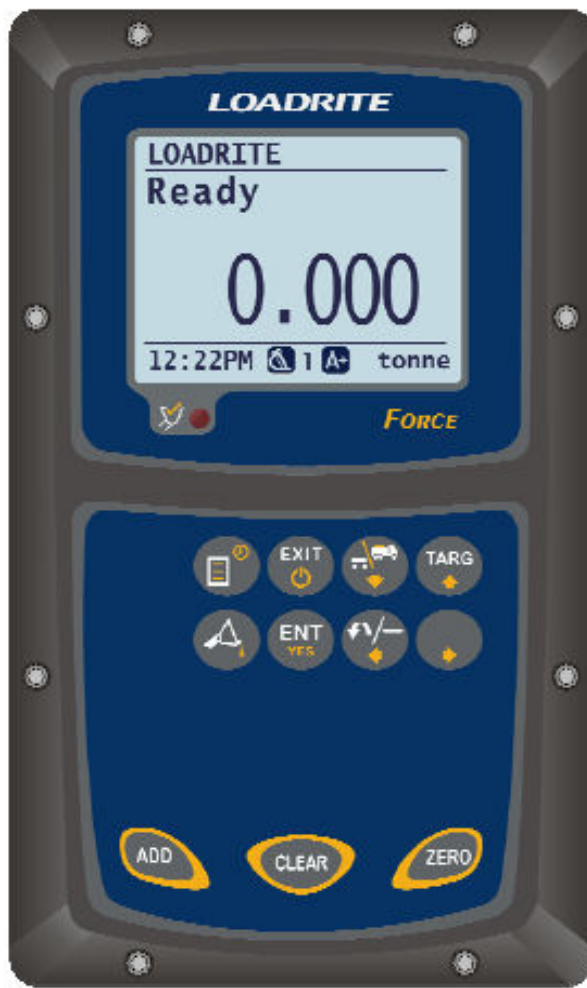 LOADRITE
LOADRITE
Ready
0.000
12:22PM 1 A+ tonne
FORCE
EXIT TARG
ENT
YES
ADD CLEAR ZERO